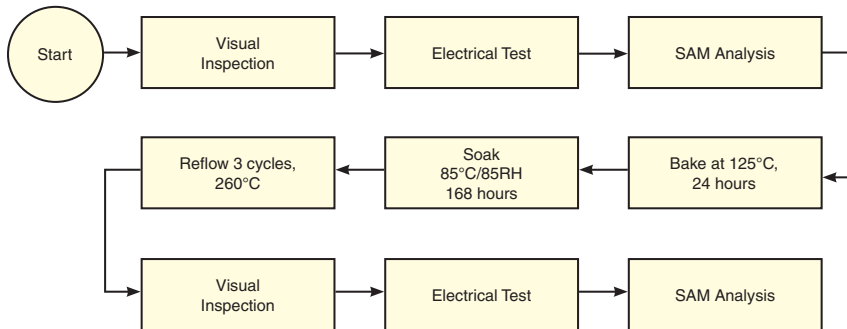 Start
Visual
Inspection
Electrical Test
SAM Analysis
Bake at 125°C,
24 hours
Soak
85°C/85RH
168 hours
Reflow 3 cycles,
260°C
Visual
Inspection
Electrical Test
SAM Analysis